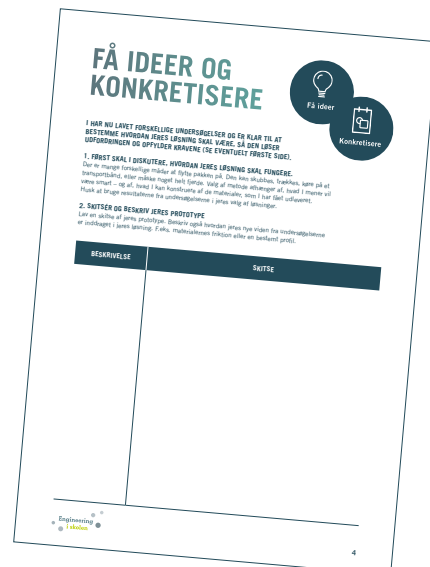 FÅ IDEER OG
KONKRETISERE
Få ideer
Konkretisere
I HAR NU LAVET FORSKELLIGE UNDERSØGELSER OG ER KLAR TIL AT
BESTEMME HVORDAN JERES LØSNING SKAL VÆRE, SÅ DEN LØSER
UDFORDRINGEN OG OPFYLDER KRAVENE (SE EVENTUELT FØRSTE SIDE).
1. FØRST SKAL I DISKUTERE, HVORDAN JERES LØSNING SKAL FUNGERE.
Der er mange forskellige måder at flytte pakken på. Den kan skubbes, trækkes, køre på et
transportbånd, eller måske noget helt fjerde. Valg af metode afhænger af, hvad I mener vil
være smart – og af, hvad I kan konstruere af de materialer, som I har fået udleveret.
Husk at bruge resultaterne fra undersøgelserne i jeres valg af løsninger.
2. SKITSÉR OG BESKRIV JERES PROTOTYPE
Lav en skitse af jeres prototype. Beskriv også hvordan jeres nye viden fra undersøgelserne
er inddraget i jeres løsning. F.eks. materialernes friktion eller en bestemt profil.
BESKRIVELSE
SKITSE
Engineering
i skolen
4